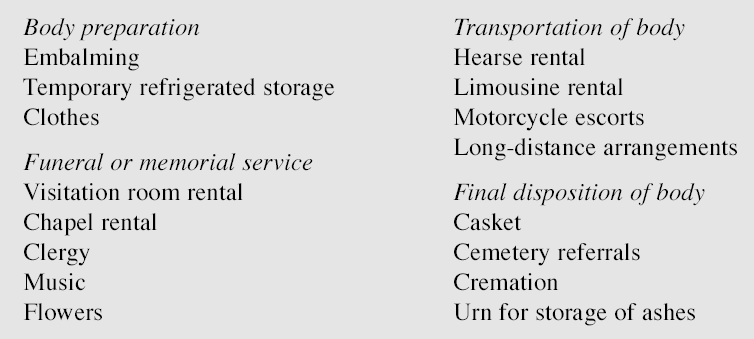 Body preparation
Embalming
Temporary refrigerated storage
Clothes
Funeral or memorial service
Visitation room rental
Chapel rental
Clergy
Music
Flowers
Transportation of body
Hearse rental
Limousine rental
Motorcycle escorts
Long-distance arrangements
Final disposition of body
Casket
Cemetery referrals
Cremation
Urn for storage of ashes